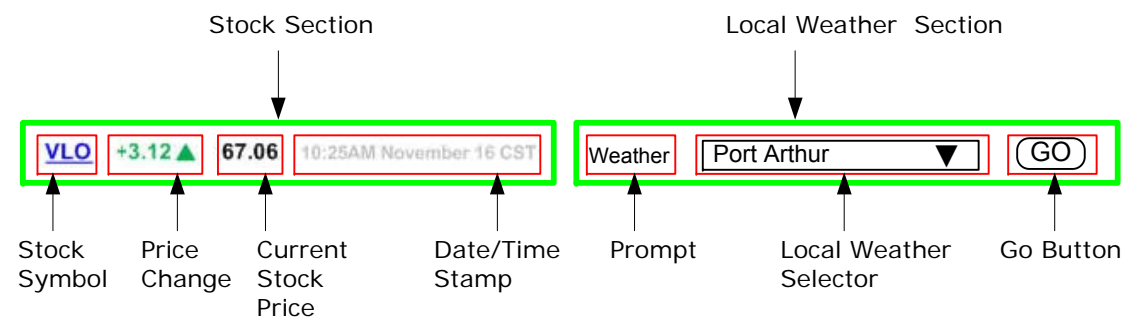 Stock Section
Local Weather Section
VLO +3.12▲ 67.06 10:25AM November 16 CST
Weather Port Arthur ▼ GO
Stock Symbol
Price Change
Current Stock Price
Date/Time Stamp
Prompt
Local Weather Selector
Go Button